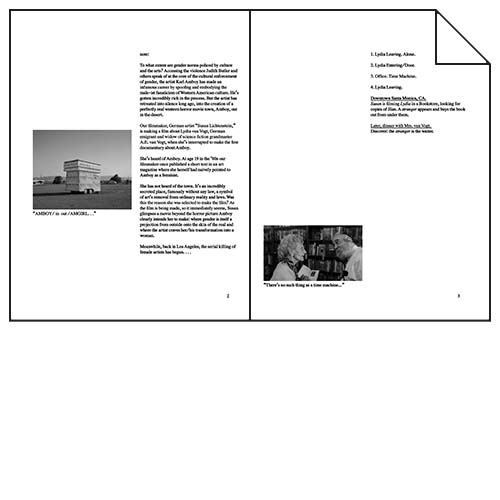 note:
To what extent are gender norms policed by culture
and the arts? Accessing the violence Judith Butler and
others speak of at the core of the cultural enforcement
of gender, the artist Karl Amboy has made an
infamous career by spoofing and embodying the
male-ist fanaticism of Western American culture. He's
gotten incredibly rich in the process. But the artist has
retreated into silence long ago, into the creation of a
perfectly real western horror movie town, Amboy, out
in the desert.
Our filmmaker, German artist "Susan Lichtenstein,"
is making a film about Lydia van Vogt, German
emigrant and widow of science fiction grandmaster
A.E. van Vogt, when she's interrupted to make the first
documentary about Amboy.
She's heard of Amboy. At age 19 in the '90s our
filmmaker once published a short text in an art
magazine where she herself had naively pointed to
Amboy as a feminist.
She has not heard of the town. It's an incredibly
secreted place, famously without any law, a symbol
of art's removal from ordinary reality and laws. Was
this the reason she was selected to make the film? As
the film is being made, so it immediately seems, Susan
glimpses a movie beyond the horror picture Amboy
clearly intends her to make: where gender itself is a
projection from outside onto the skin of the real and
where the artist craves her/his transformation into a
woman.
Meanwhile, back in Los Angeles, the serial killing of
female artists has begun. . . .
"AMBOY / in out / AMGIRL . . ."
2
1. Lydia Leaving, Alone.
2. Lydia Entering/Door.
3. Office: Time Machine.
4. Lydia Leaving.
Downtown Santa Monica, CA.
Susan is filming Lydia in a Bookstore, looking for
copies of Slan. A stranger appears and buys the book
out from under them.
Later, dinner with Mrs. van Vogt.
Discover: the stranger is the waiter.
"There's no such thing as a time machine..."
3